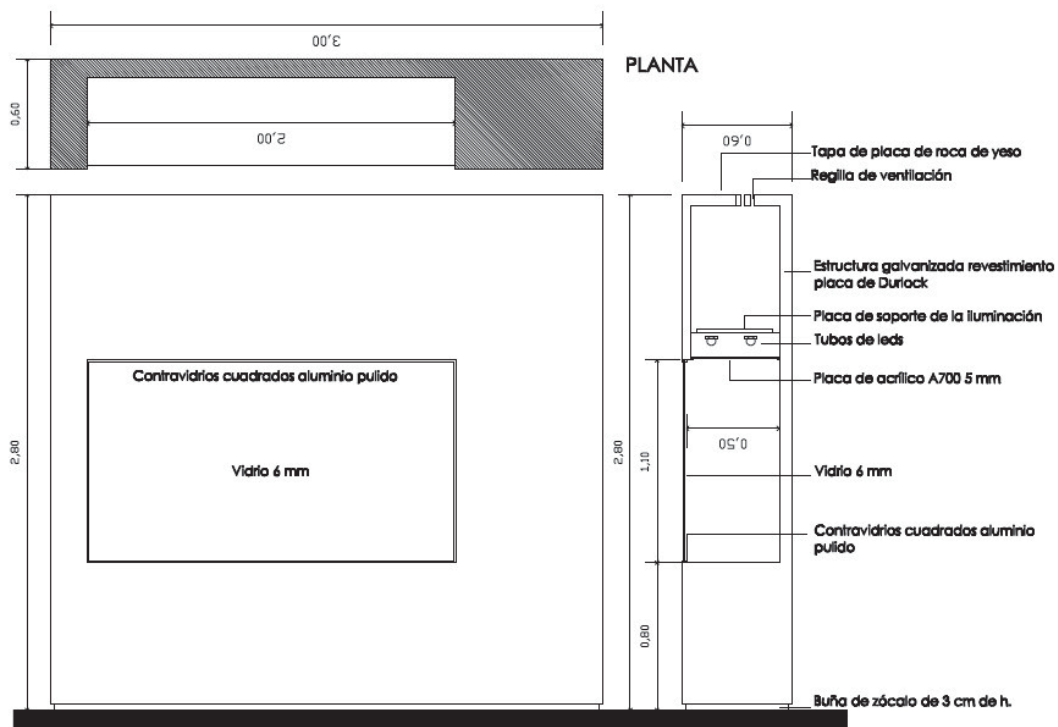 3,00
PLANTA
0,60
2,00
0,60
Tapa de placa de roca de yeso
Regilla de ventilación
Estructura galvanizada revestimiento
placa de Durlock
Placa de soporte de la iluminación
Tubos de leds
Placa de acrílico A700 5 mm
Contravidrios cuadrados aluminio pulido
0,50
2,80
2,80
1,10
Vidrio 6 mm
Vidrio 6 mm
Contravidrios cuadrados aluminio
pulido
0,80
Buña de zócalo de 3 cm de h.